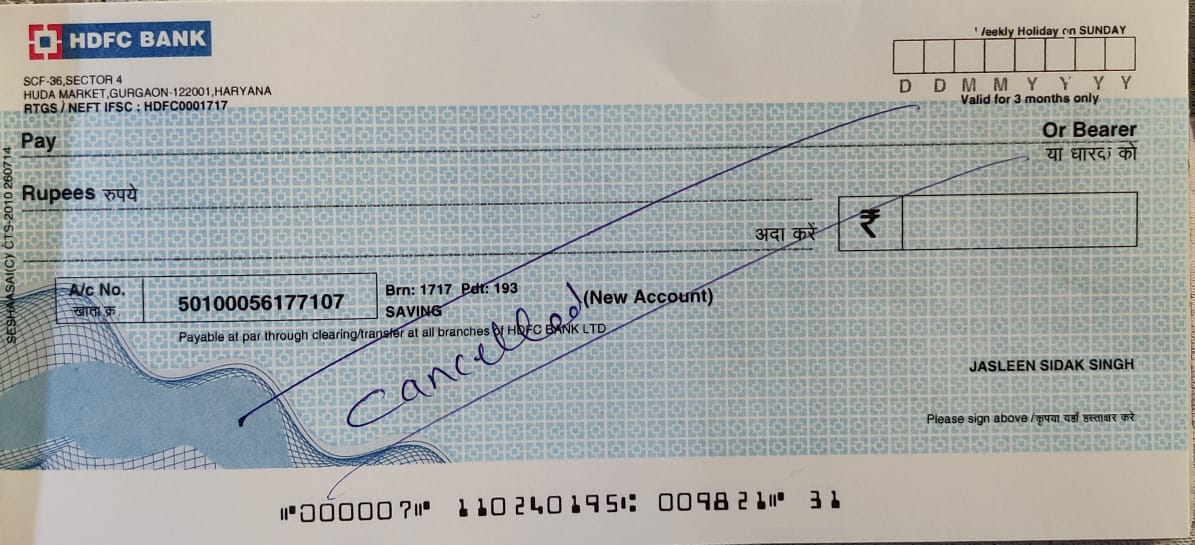 HDFC BANK
Weekly Holiday on SUNDAY
SCF-36,SECTOR 4
HUDA MARKET,GURGAON-122001,HARYANA
RTGS / NEFT IFSC : HDFC0001717
D D M M Y Y Y Y
Valid for 3 months only
Pay
Or Bearer
या धारक को
Rupees रुपये
अदा करें
₹
A/c No.
खाता क्र.
50100056177107
Brn: 1717 Pdt: 193
SAVING
(New Account)
Payable at par through clearing/transfer at all branches of HDFC BANK LTD
Cancelled
JASLEEN SIDAK SINGH
Please sign above /कृपया यहाँ हस्ताक्षर करे
SESHAASAI(C)/ CTS-2010 260714
⑈000007⑈ 110240195⑆ 009821⑈ 31